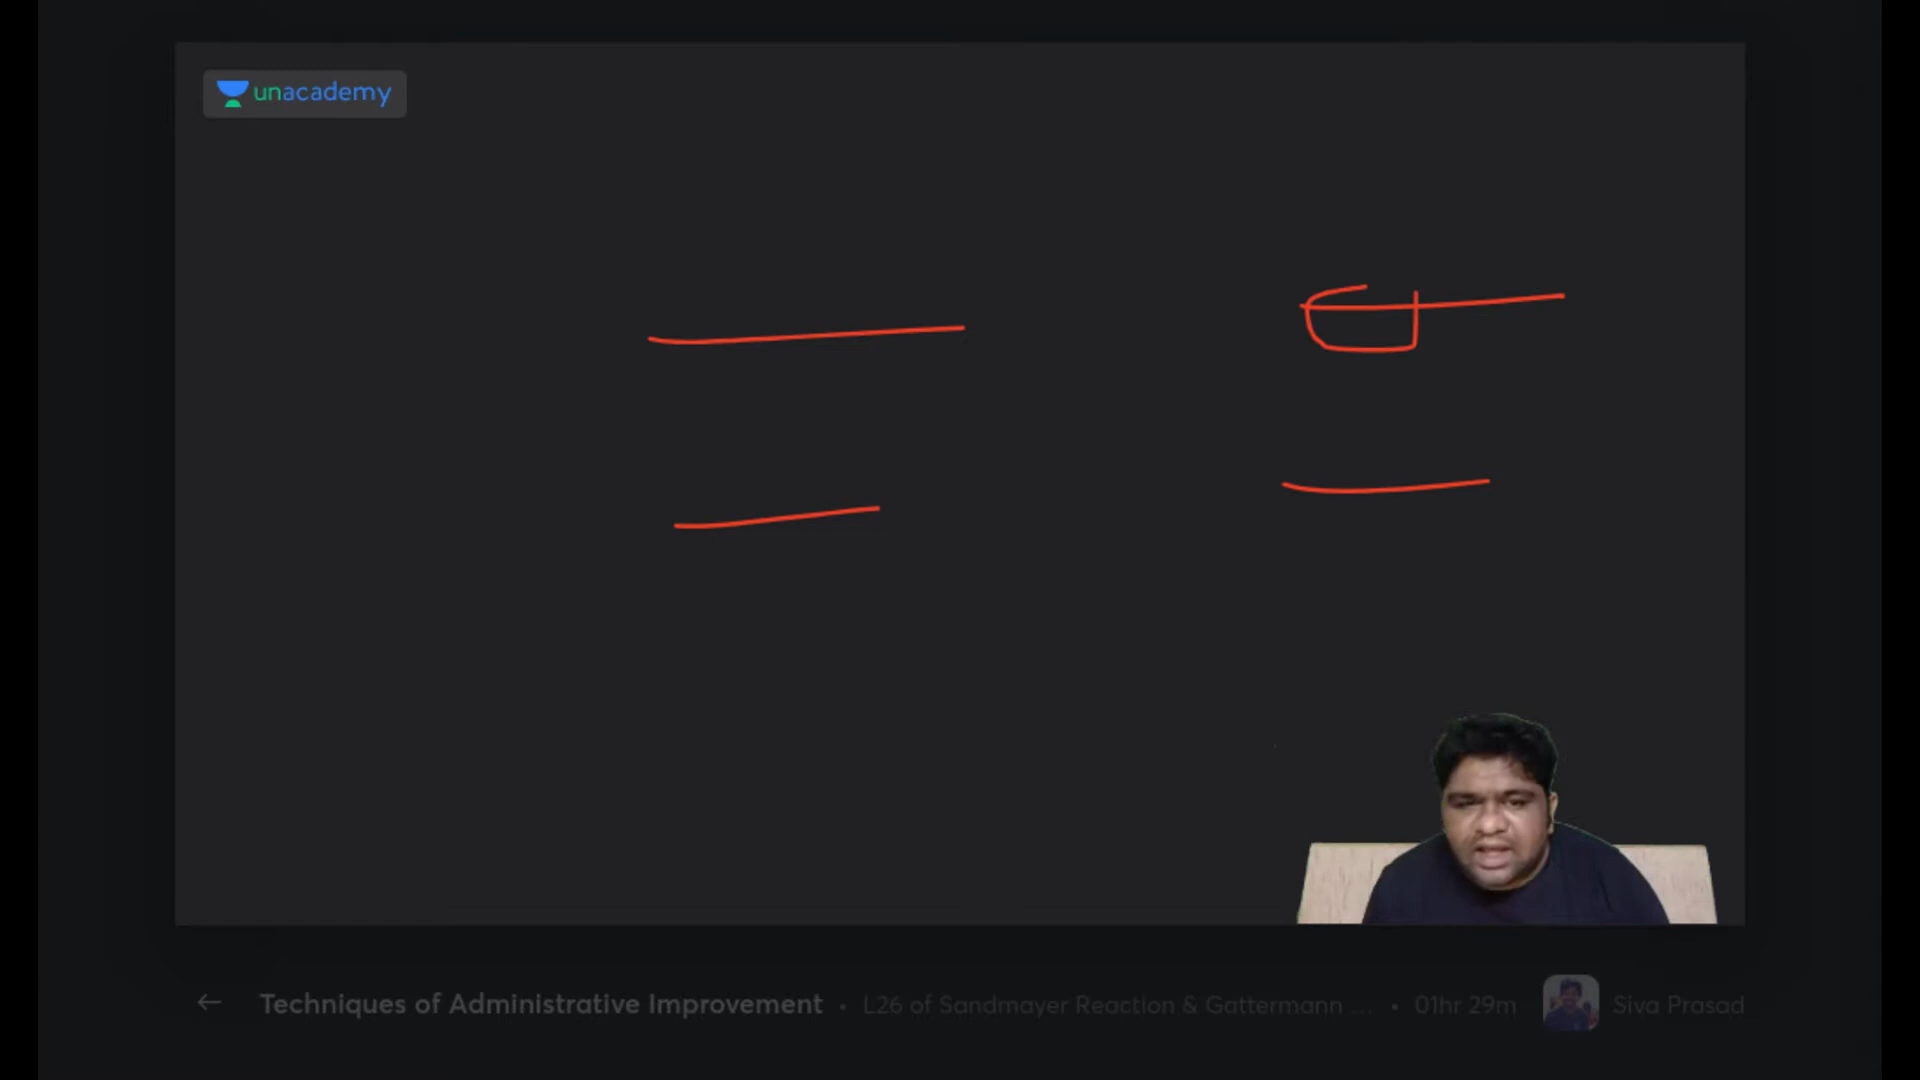 unacademy
Techniques of Administrative Improvement • L26 of Sandmayer Reaction & Gattermann ... • 01hr 29m Siva Prasad